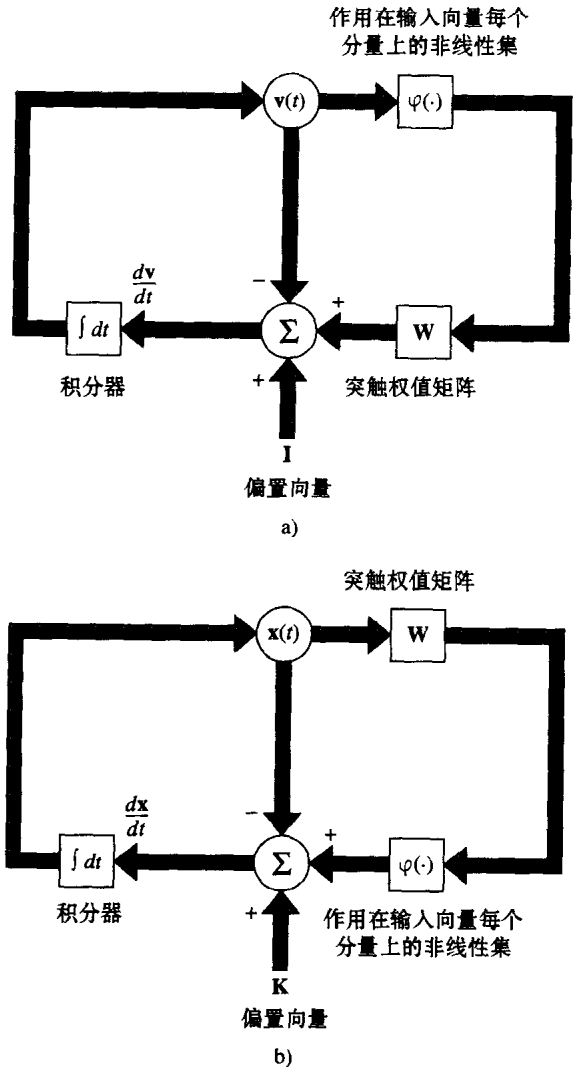 作用在输入向量每个
分量上的非线性集
v(t)
φ(·)
dv
dt
−
+
∫ dt
Σ
W
积分器
+
突触权值矩阵
I
偏置向量
a)
突触权值矩阵
x(t)
W
dx
dt
−
+
∫ dt
Σ
φ(·)
积分器
+
作用在输入向量每个
分量上的非线性集
K
偏置向量
b)